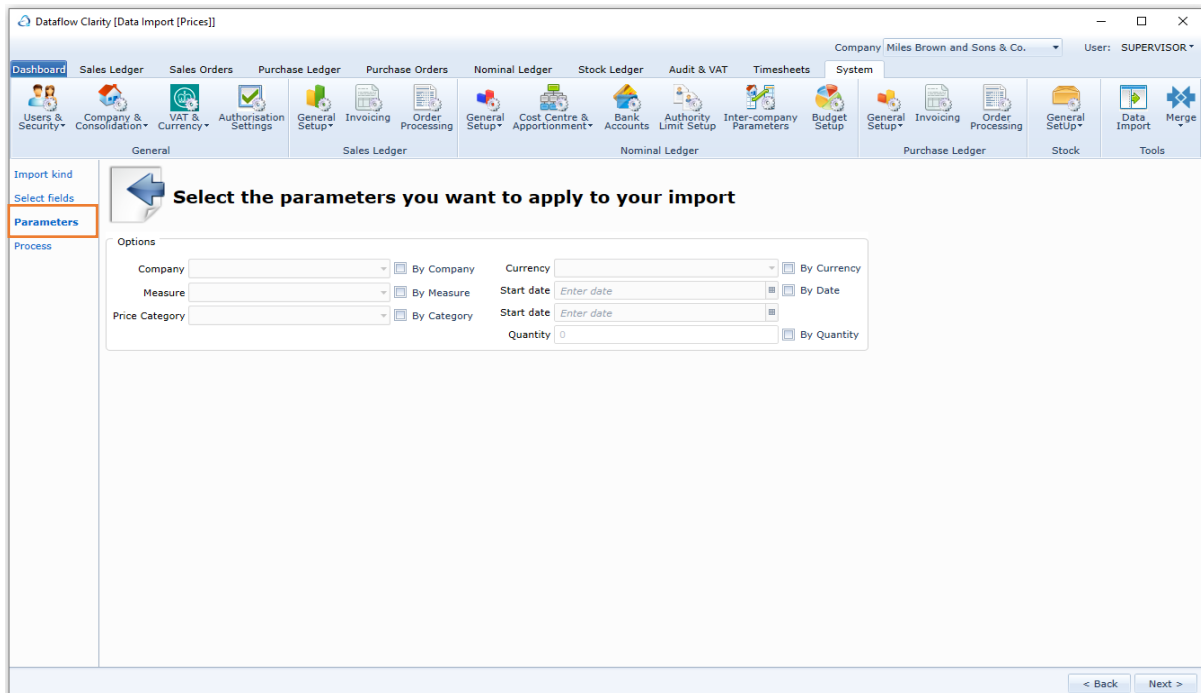 Dataflow Clarity [Data Import [Prices]]
Company Miles Brown and Sons & Co. User: SUPERVISOR
Dashboard Sales Ledger Sales Orders Purchase Ledger Purchase Orders Nominal Ledger Stock Ledger Audit & VAT Timesheets System
Users & Company & VAT & Authorisation General Invoicing Order General Cost Centre & Bank Authority Inter-company Budget General Invoicing Order General Data Merge
Security Consolidation Currency Settings Setup Processing Setup Apportionment Accounts Limit Setup Parameters Setup Setup Processing SetUp Import
General Sales Ledger Nominal Ledger Purchase Ledger Stock Tools
Import kind
Select fields
Parameters
Process
Select the parameters you want to apply to your import
Options
Company By Company Currency By Currency
Measure By Measure Start date Enter date By Date
Price Category By Category Start date Enter date
Quantity 0 By Quantity
< Back Next >